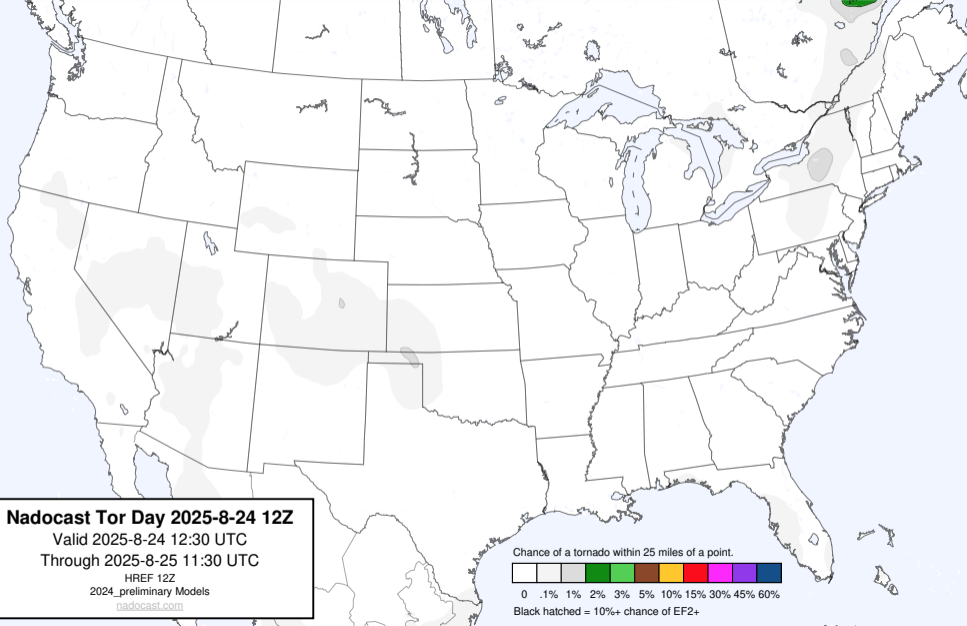 Nadocast Tor Day 2025-8-24 12Z
Valid 2025-8-24 12:30 UTC
Through 2025-8-25 11:30 UTC
HREF 12Z
2024_preliminary Models
nadocast.com
Chance of a tornado within 25 miles of a point.
0 .1% 1% 2% 3% 5% 10% 15% 30% 45% 60%
Black hatched = 10%+ chance of EF2+